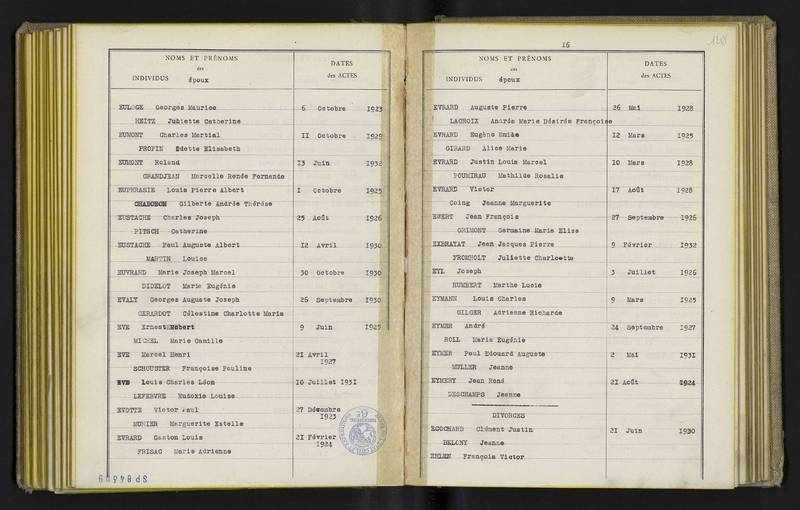 NOMS ET PRÉNOMS
des
INDIVIDUS époux
DATES
des ACTES
EULOGE Georges Maurice 6 Octobre 1923
HEITZ Juliette Catherine
EUMONT Charles Martial 11 Octobre 1929
PROPIN Odette Elisabeth
EUMONT Roland 13 Juin 1932
GRANDJEAN Marcelle Renée Fernande
EUPHRASIE Louis Pierre Albert 1 Octobre 1925
CHABOSON Gilberte Andrée Thérèse
EUSTACHE Charles Joseph 25 Août 1926
PITSCH Catherine
EUSTACHE Paul Auguste Albert 12 Avril 1930
MARTIN Louise
EUVRARD Marie Joseph Marcel 30 Octobre 1930
DIDELOT Marie Eugénie
EVALY Georges Auguste Joseph 26 Septembre 1930
GERARDOT Célestine Charlotte Marie
EVE Ernest Robert 9 Juin 1925
MICHEL Marie Camille
EVE Marcel Henri 21 Avril 1927
SCHOUSTER Françoise Pauline
EVE Louis Charles Léon 10 Juillet 1931
LEFEBVRE Eudoxie Louise
EVOTTE Victor Paul 27 Décembre 1923
MUNIER Marguerite Estelle
EVRARD Gaston Louis 21 Février 1924
FRISAC Marie Adrienne
16
NOMS ET PRÉNOMS
des
INDIVIDUS époux
DATES
des ACTES
EVRARD Auguste Pierre 26 Mai 1928
LACROIX Andrée Marie Désirée Françoise
EVRARD Eugène Emile 12 Mars 1925
GIRARD Alice Marie
EVRARD Justin Louis Marcel 10 Mars 1928
POUMIRAU Mathilde Rosalie
EVRARD Victor 17 Août 1928
Coing Jeanne Marguerite
EWERT Jean François 27 Septembre 1926
GRIMONT Germaine Marie Elise
EXBRAYAT Jean Jacques Pierre 9 Février 1932
FROMHOLT Juliette Charlotte
EYL Joseph 3 Juillet 1926
HUMBERT Marthe Lucie
EYMANN Louis Charles 9 Mars 1925
GILGER Adrienne Richarde
EYMER André 24 Septembre 1927
ROLL Marie Eugénie
EYMER Paul Edouard Auguste 2 Mai 1931
MULLER Jeanne
EYMERY Jean René 21 Août 1924
DESCHAMPS Jeanne
DIVORCES
EGOCHARD Clément Justin 21 Juin 1930
BELONY Jeanne
EHLEN François Victor